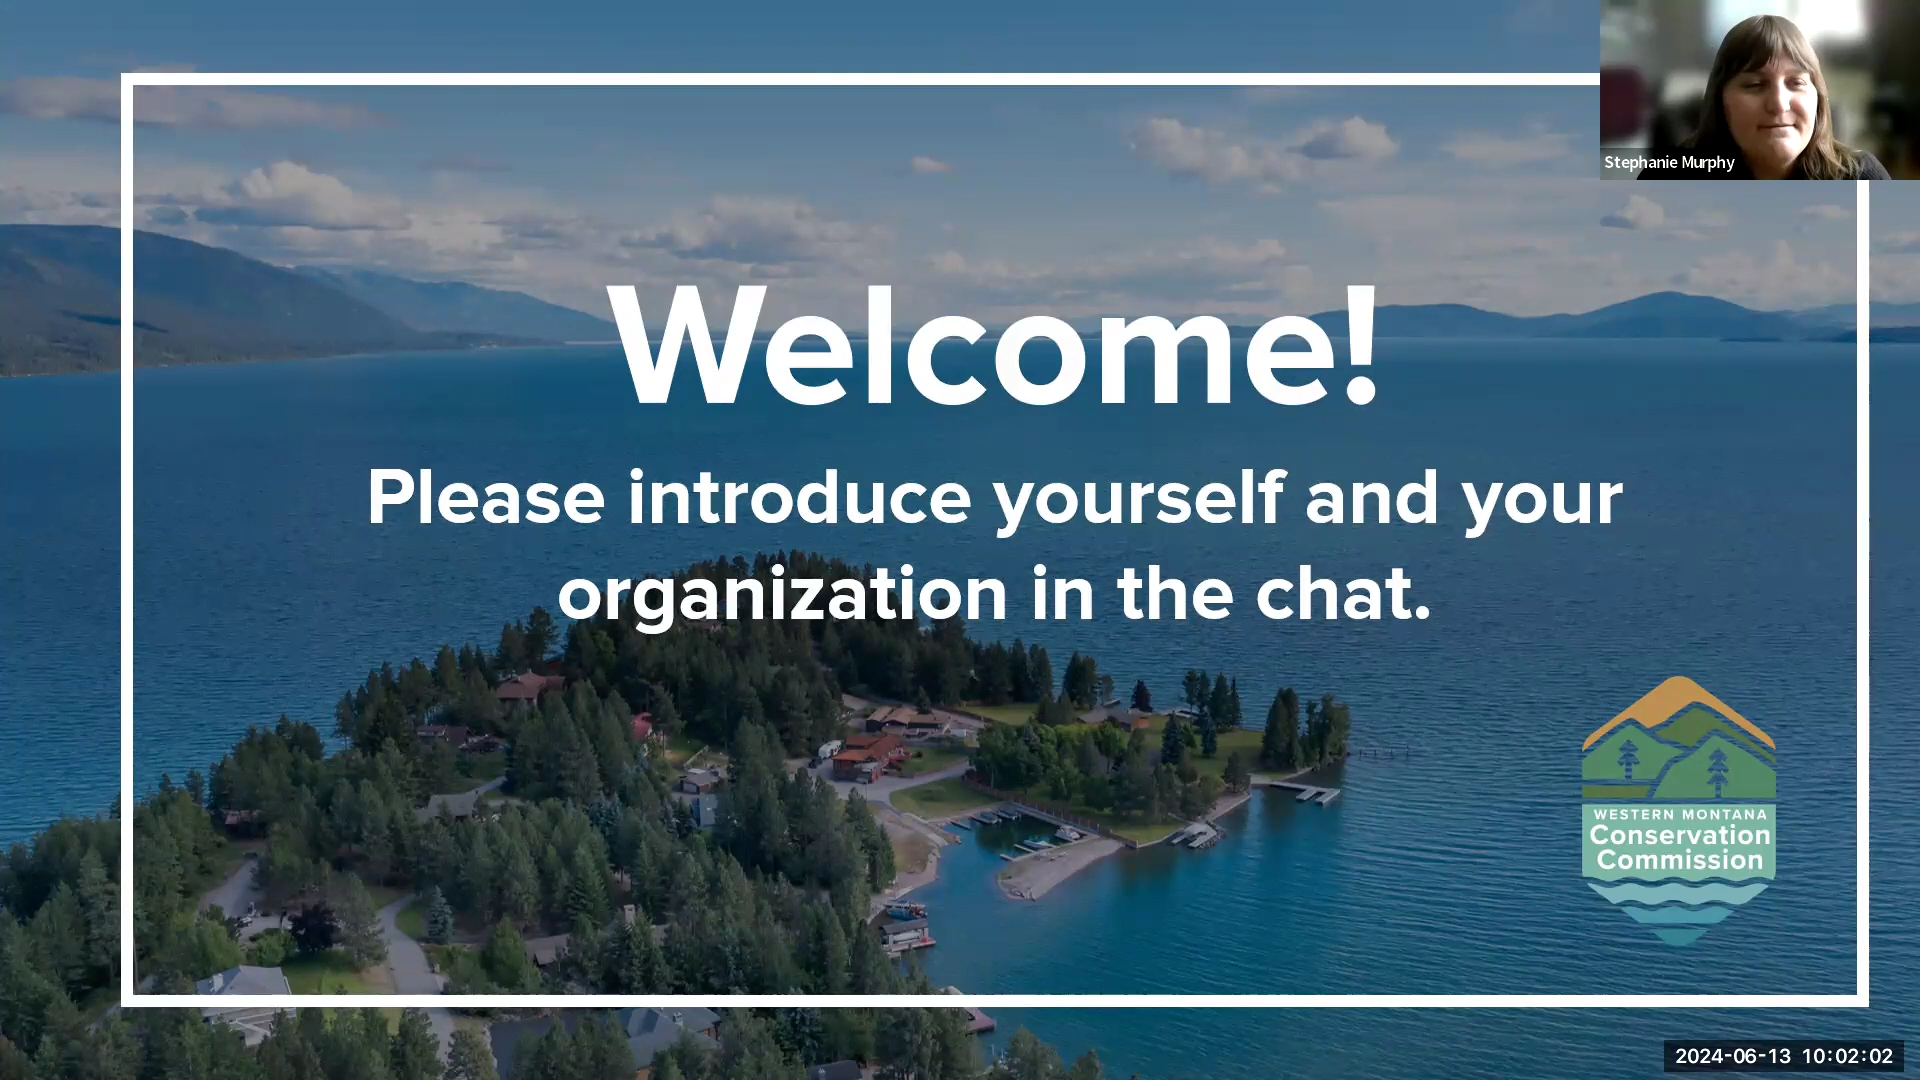 Stephanie Murphy
Welcome!
Please introduce yourself and your
organization in the chat.
WESTERN MONTANA
Conservation
Commission
2024-06-13 10:02:02